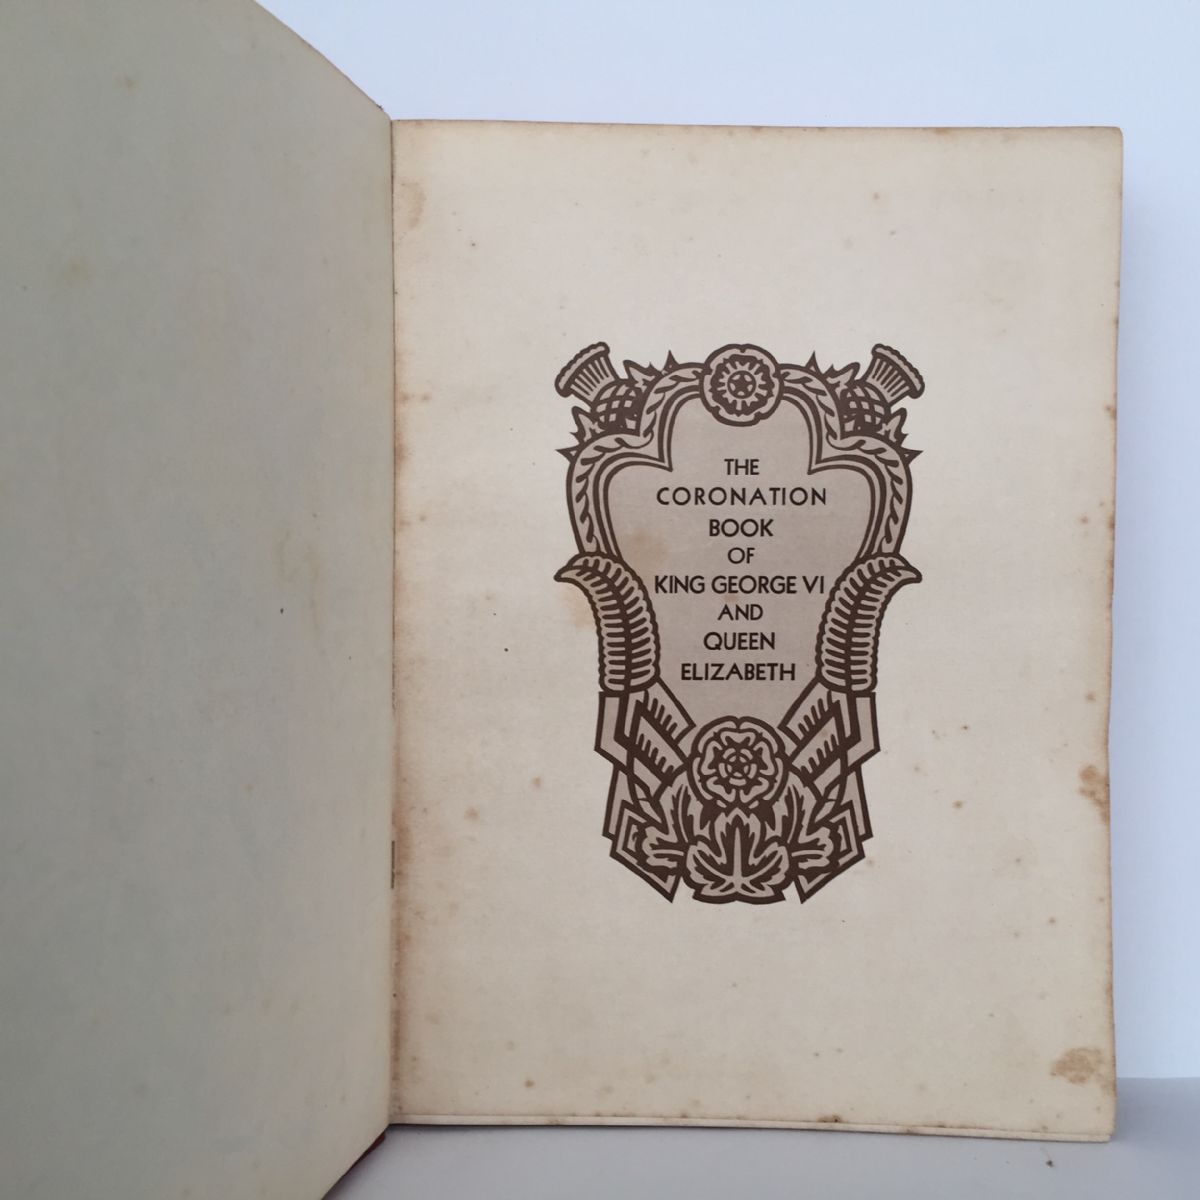 THE
CORONATION
BOOK
OF
KING GEORGE VI
AND
QUEEN
ELIZABETH